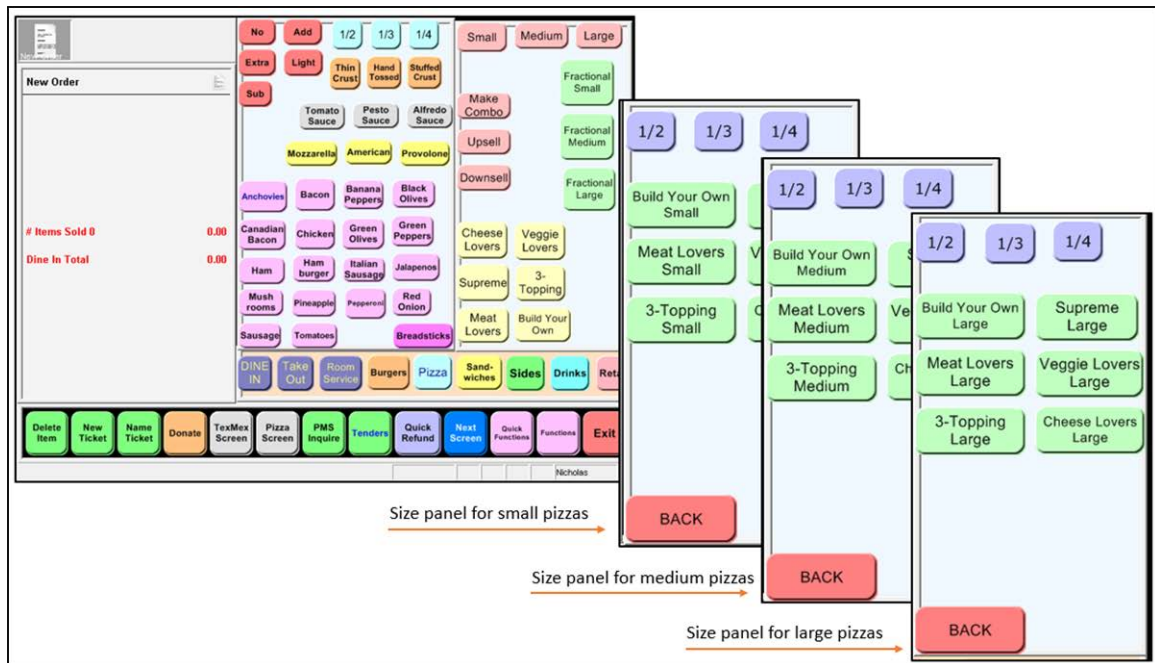 New Order
New Order
# Items Sold 0 0.00
Dine In Total 0.00
No Add 1/2 1/3 1/4
Extra Light Thin Crust Hand Tossed Stuffed Crust
Sub
Tomato Sauce Pesto Sauce Alfredo Sauce
Mozzarella American Provolone
Anchovies Bacon Banana Peppers Black Olives
Canadian Bacon Chicken Green Olives Green Peppers
Ham Ham burger Italian Sausage Jalapenos
Mush rooms Pineapple Pepperoni Red Onion
Sausage Tomatoes Breadsticks
Small Medium Large
Fractional Small
Make Combo
Upsell Fractional Medium
Downsell Fractional Large
Cheese Lovers Veggie Lovers
Supreme 3-Topping
Meat Lovers Build Your Own
DINE IN Take Out Room Service Burgers Pizza Sand-wiches Sides Drinks Reta
Delete Item New Ticket Name Ticket Donate TexMex Screen Pizza Screen PMS Inquire Tenders Quick Refund Next Screen Quick Functions Functions Exit
Nicholas
1/2 1/3 1/4
Build Your Own Small
Meat Lovers Small V
3-Topping Small C
BACK
Size panel for small pizzas
1/2 1/3 1/4
Build Your Own Medium S
Meat Lovers Medium Ve
3-Topping Medium Ch
BACK
Size panel for medium pizzas
1/2 1/3 1/4
Build Your Own Large Supreme Large
Meat Lovers Large Veggie Lovers Large
3-Topping Large Cheese Lovers Large
BACK
Size panel for large pizzas